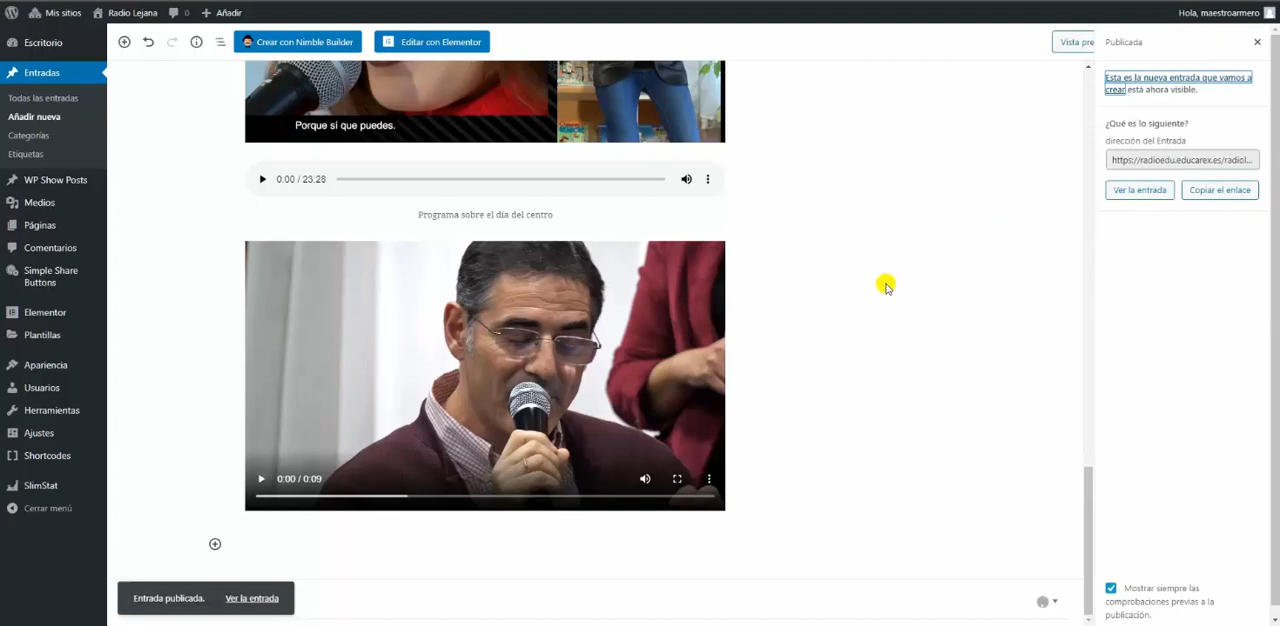 Mis sitios
Radio Lejana
0
Añadir
Hola, maestroarmero
Escritorio
Entradas
Todas las entradas
Añadir nueva
Categorías
Etiquetas
WP Show Posts
Medios
Páginas
Comentarios
Simple Share
Buttons
Elementor
Plantillas
Apariencia
Usuarios
Herramientas
Ajustes
Shortcodes
SlimStat
Cerrar menú
Crear con Nimble Builder
Editar con Elementor
Vista pre
Porque sí que puedes.
0:00 / 23:28
Programa sobre el día del centro
0:00 / 0:09
Entrada publicada.
Ver la entrada
Publicada
Esta es la nueva entrada que vamos a
crear está ahora visible.
¿Qué es lo siguiente?
dirección del Entrada
https://radioedu.educarex.es/radiol...
Ver la entrada
Copiar el enlace
Mostrar siempre las
comprobaciones previas a la
publicación.